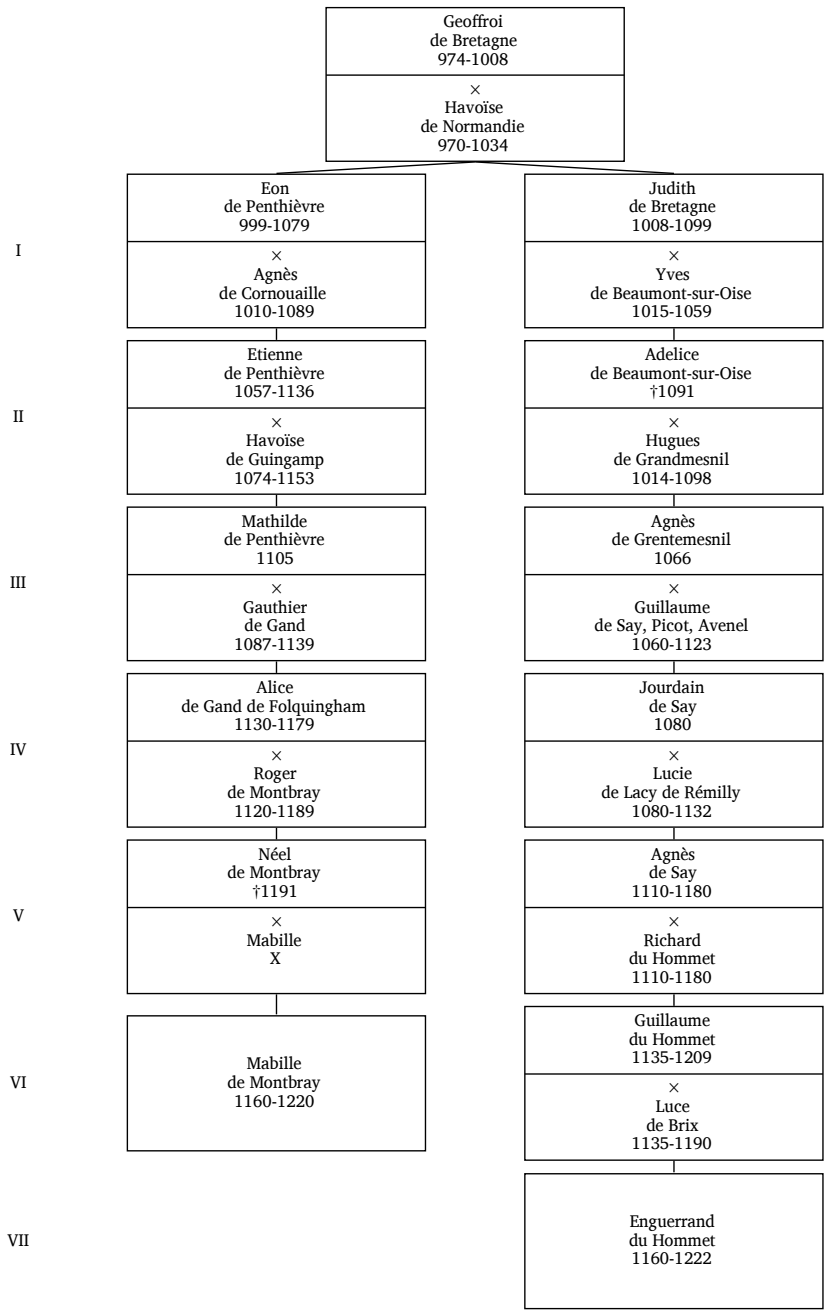 Geoffroi
de Bretagne
974-1008
×
Havoïse
de Normandie
970-1034
I
Eon
de Penthièvre
999-1079
×
Agnès
de Cornouaille
1010-1089
Judith
de Bretagne
1008-1099
×
Yves
de Beaumont-sur-Oise
1015-1059
II
Etienne
de Penthièvre
1057-1136
×
Havoïse
de Guingamp
1074-1153
Adelice
de Beaumont-sur-Oise
†1091
×
Hugues
de Grandmesnil
1014-1098
III
Mathilde
de Penthièvre
1105
×
Gauthier
de Gand
1087-1139
Agnès
de Grentemesnil
1066
×
Guillaume
de Say, Picot, Avenel
1060-1123
IV
Alice
de Gand de Folquingham
1130-1179
×
Roger
de Montbray
1120-1189
Jourdain
de Say
1080
×
Lucie
de Lacy de Rémilly
1080-1132
V
Néel
de Montbray
†1191
×
Mabille
X
Agnès
de Say
1110-1180
×
Richard
du Hommet
1110-1180
VI
Mabille
de Montbray
1160-1220
Guillaume
du Hommet
1135-1209
×
Luce
de Brix
1135-1190
VII
Enguerrand
du Hommet
1160-1222